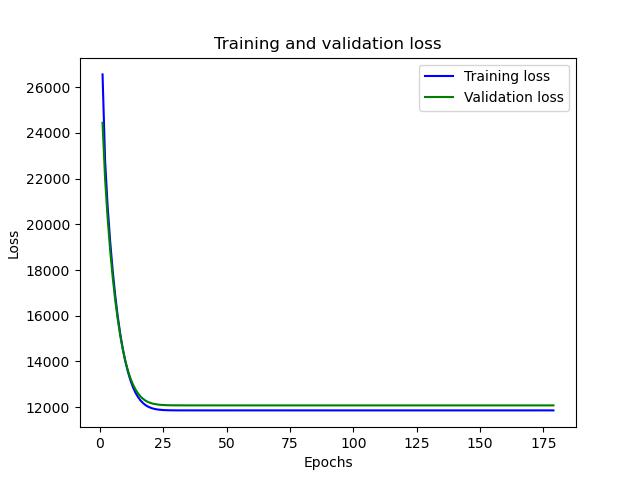 Training and validation loss
Training loss
Validation loss
26000
24000
22000
20000
18000
16000
14000
12000
Loss
0 25 50 75 100 125 150 175
Epochs